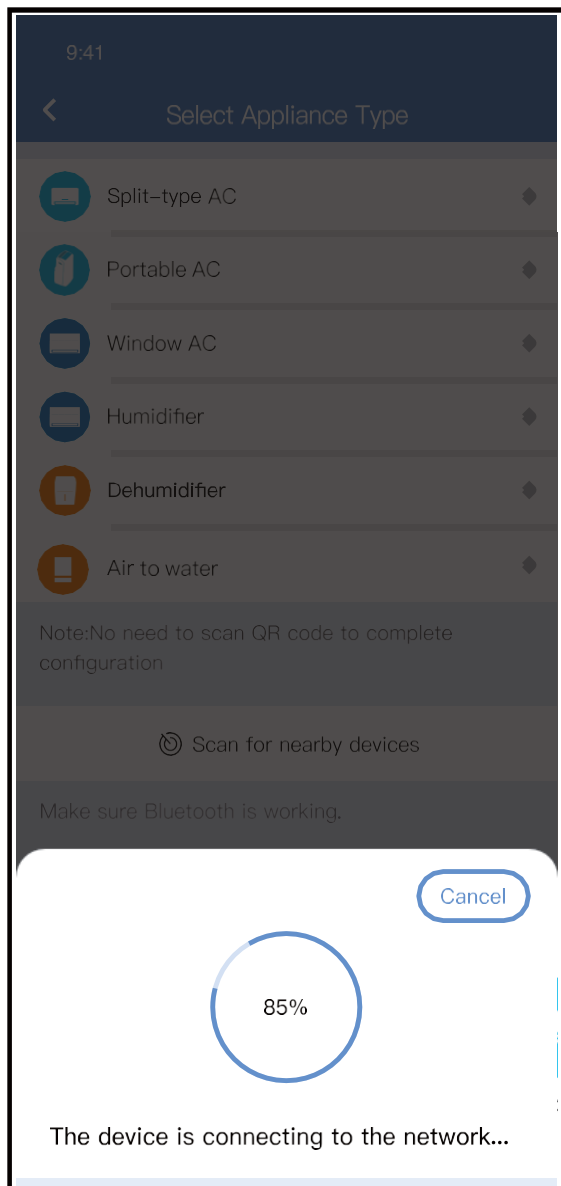 9:41
Select Appliance Type
Split-type AC
Portable AC
Window AC
Humidifier
Dehumidifier
Air to water
Note:No need to scan QR code to complete
configuration
Scan for nearby devices
Make sure Bluetooth is working.
Cancel
85%
The device is connecting to the network...